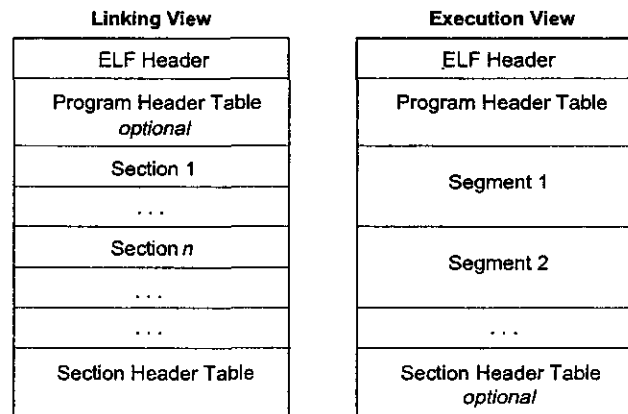 Linking View
ELF Header
Program Header Table
optional
Section 1
. . .
Section n
. . .
. . .
Section Header Table
Execution View
ELF Header
Program Header Table
Segment 1
Segment 2
. . .
Section Header Table
optional